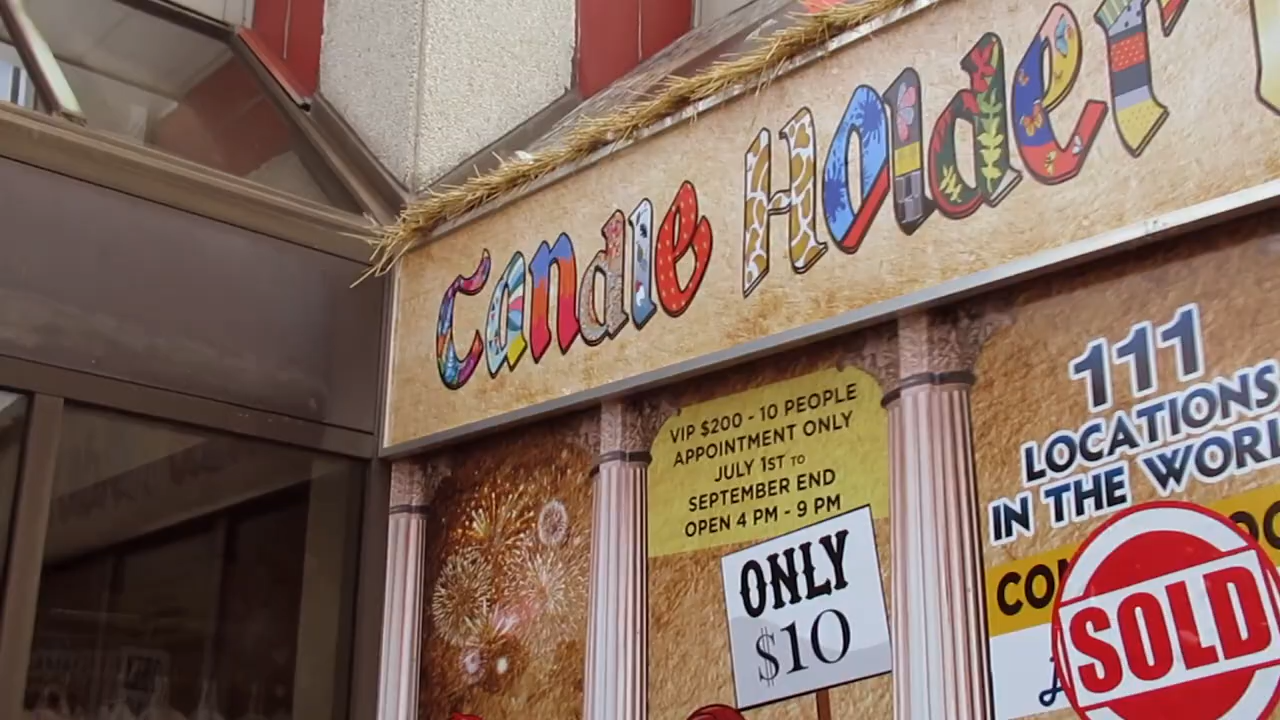 Candle Holder
VIP $200 - 10 PEOPLE
APPOINTMENT ONLY
JULY 1ST TO
SEPTEMBER END
OPEN 4 PM - 9 PM
ONLY
$10
111
LOCATIONS
IN THE
SOLD